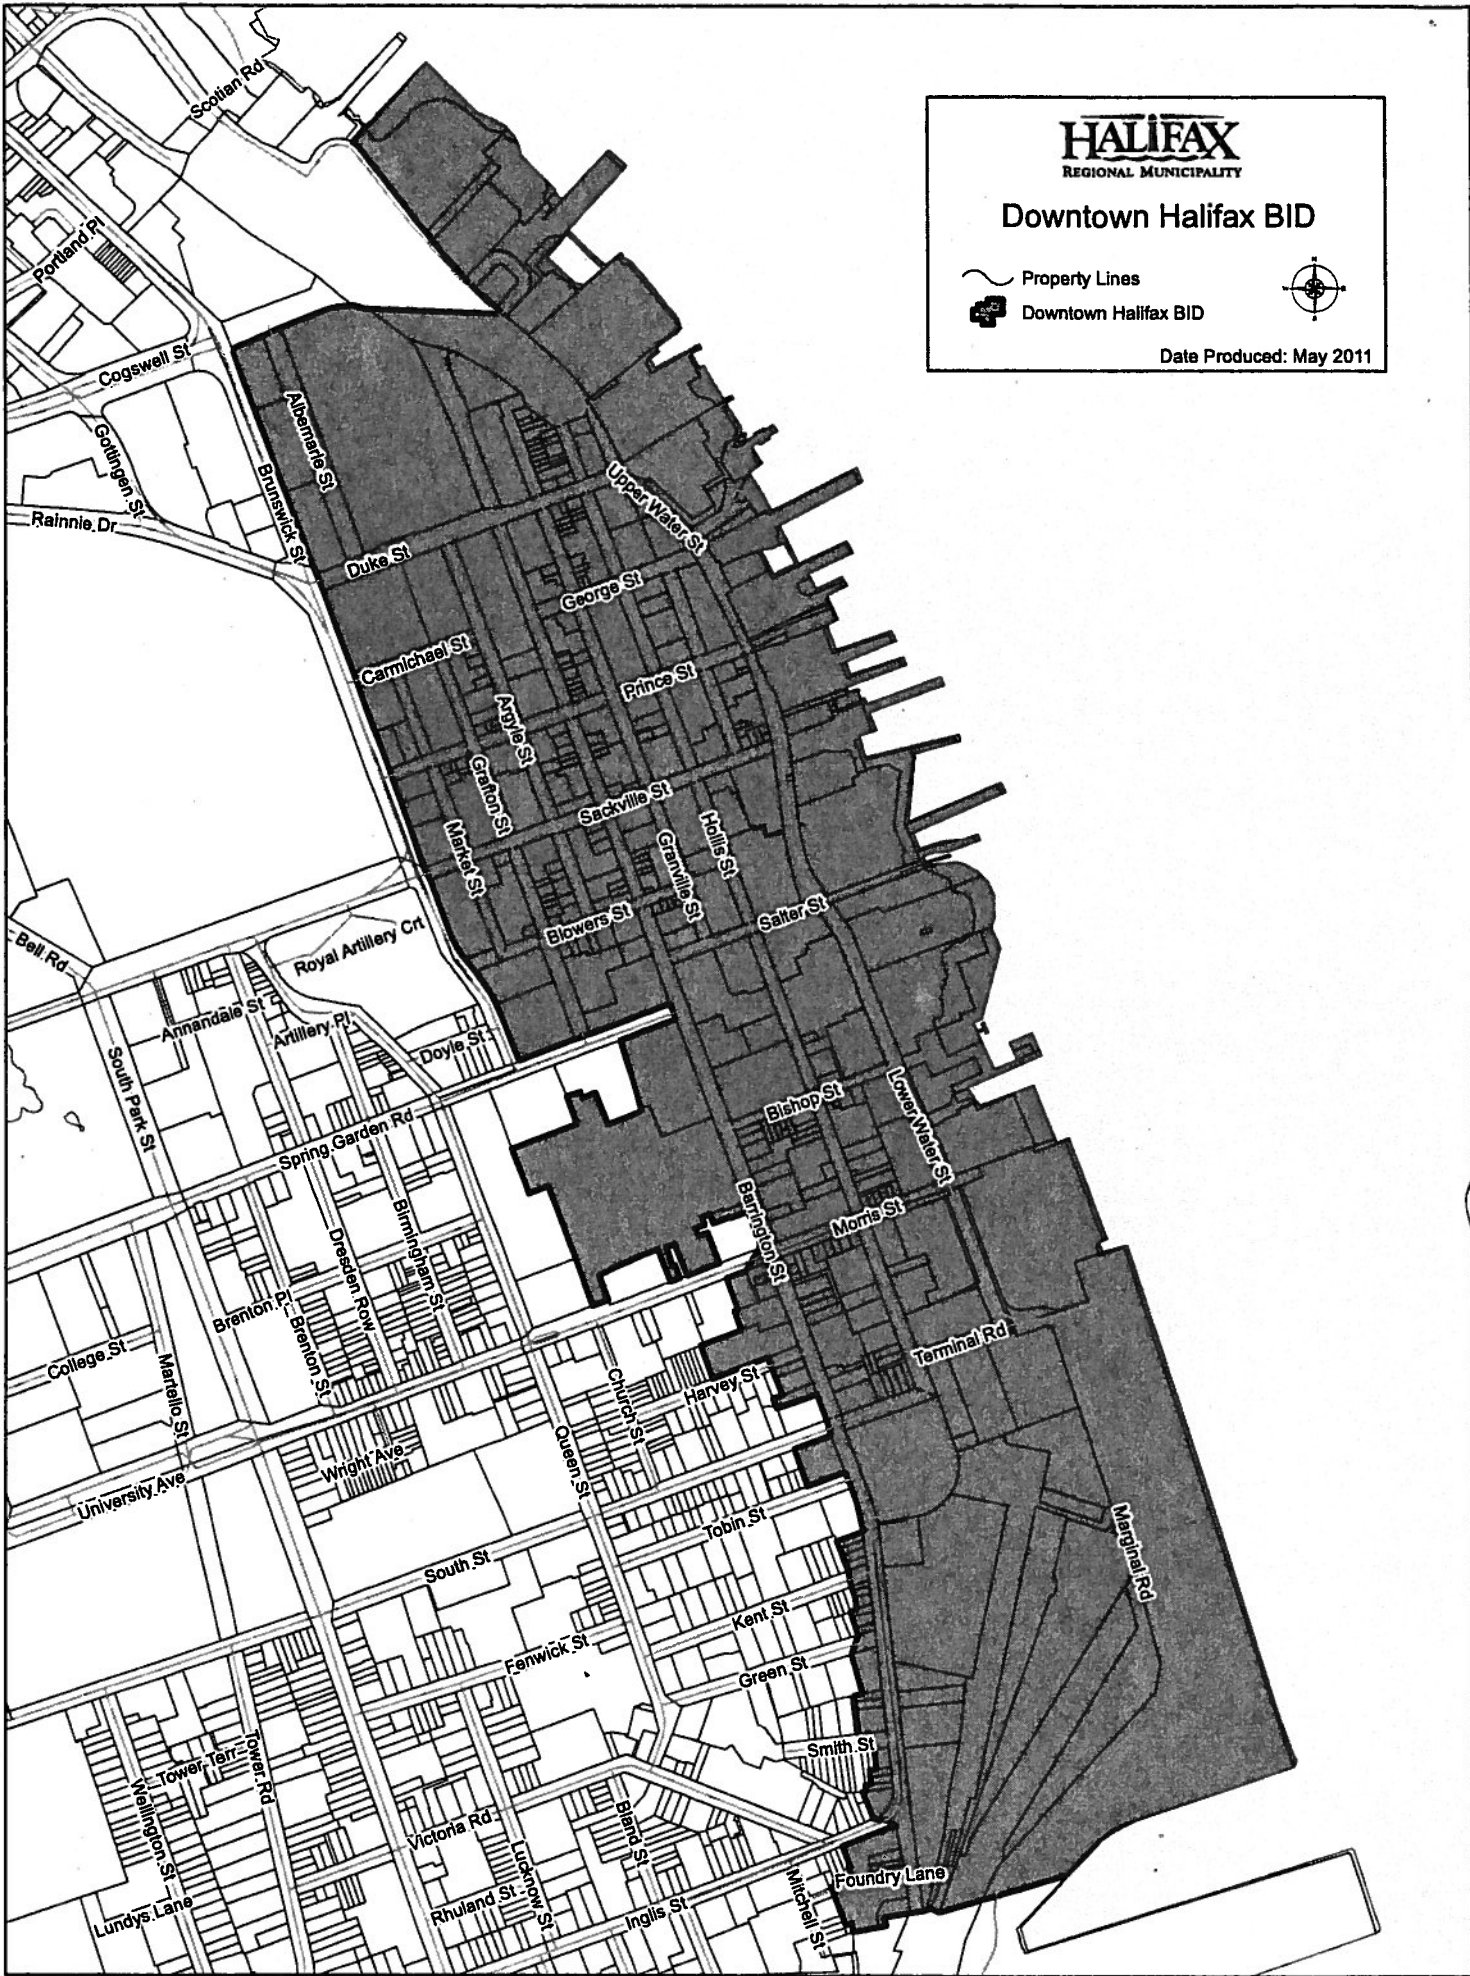 HALIFAX
REGIONAL MUNICIPALITY
Downtown Halifax BID
Property Lines
Downtown Halifax BID
N
W
E
S
Date Produced: May 2011
Scotian Rd
Portland Pl
Cogswell St
Gottingen St
Rainnie Dr
Brunswick St
Albemarle St
Duke St
Upper Water St
George St
Carmichael St
Prince St
Argyle St
Grafton St
Sackville St
Market St
Hollis St
Granville St
Blowers St
Salter St
Bell Rd
Royal Artillery Crt
Annandale St
Artillery Pl
Doyle St
South Park St
Spring Garden Rd
Bishop St
Lower Water St
Barrington St
Morris St
Birmingham St
Dresden Row
Brenton Pl
Brenton St
College St
Martello St
Terminal Rd
Harvey St
Church St
Queen St
Wright Ave
University Ave
Tobin St
South St
Marginal Rd
Kent St
Fenwick St
Green St
Smith St
Tower Terr
Tower Rd
Wellington St
Victoria Rd
Bland St
Lucknow St
Rhuland St
Lundys Lane
Inglis St
Mitchell St
Foundry Lane